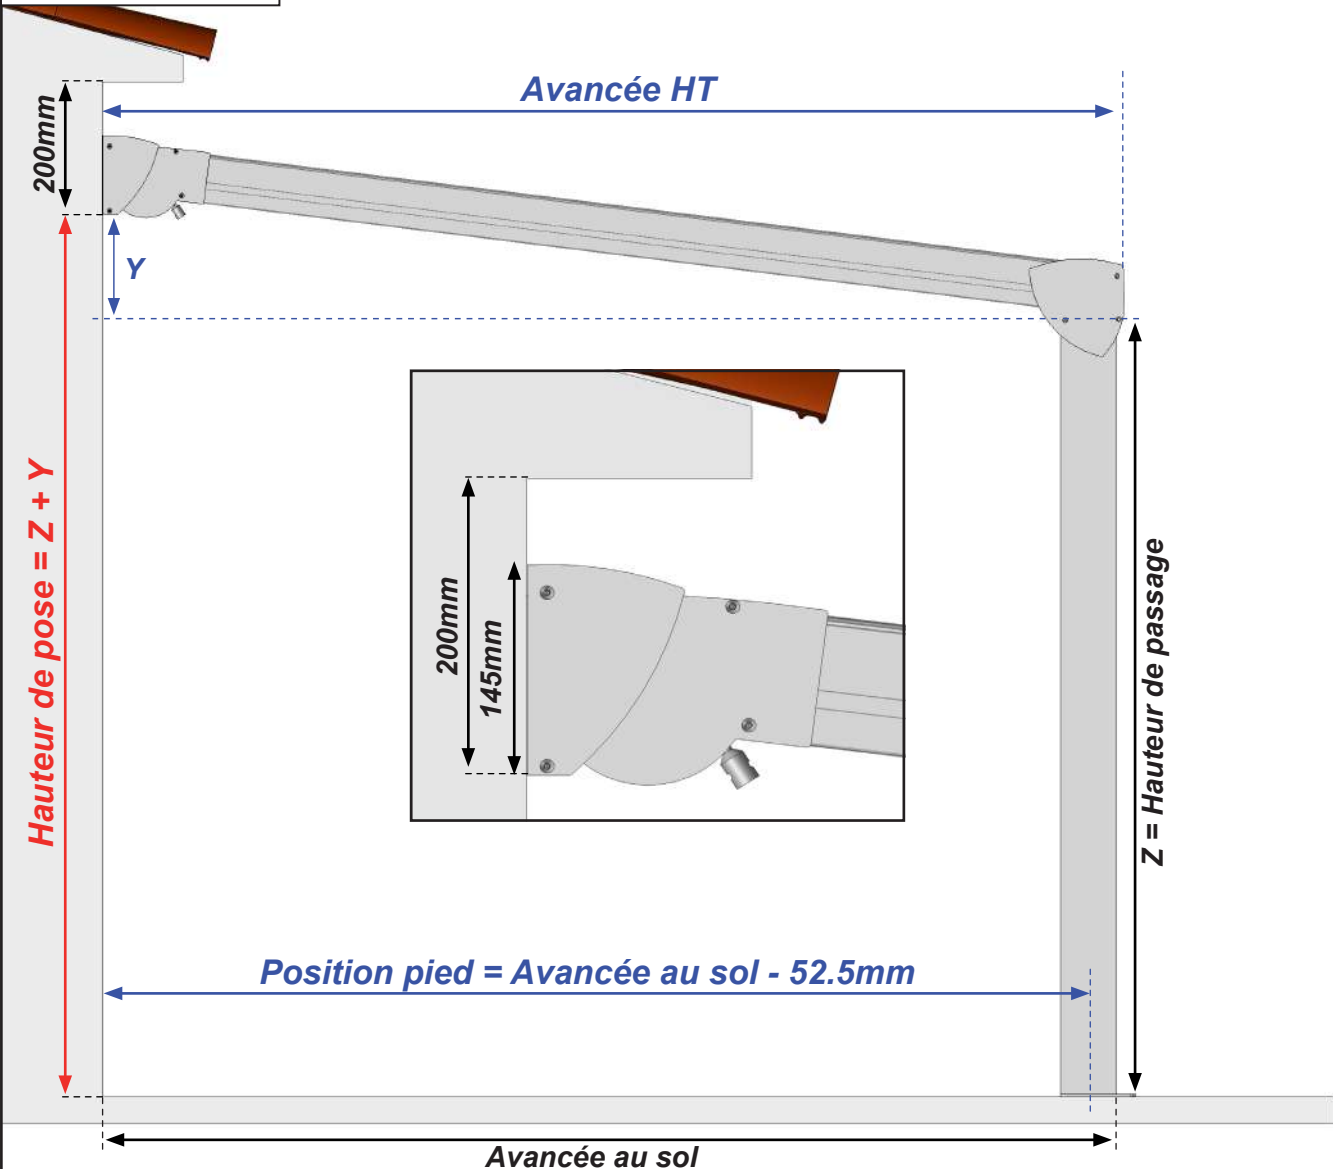 Avancée HT
200mm
Y
Hauteur de pose = Z + Y
200mm
145mm
Z = Hauteur de passage
Position pied = Avancée au sol - 52.5mm
Avancée au sol